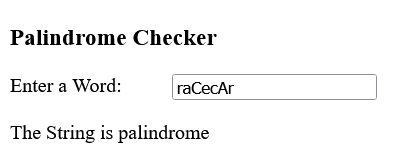 Palindrome Checker
Enter a Word: raCecAr
The String is palindrome